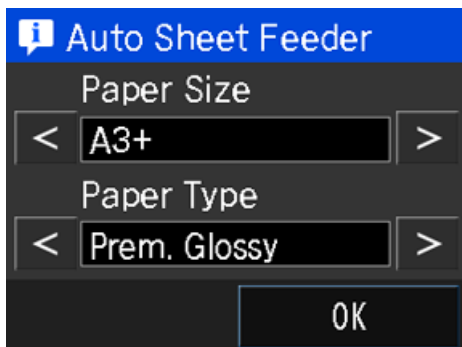 Auto Sheet Feeder
Paper Size
< A3+ >
Paper Type
< Prem. Glossy >
OK